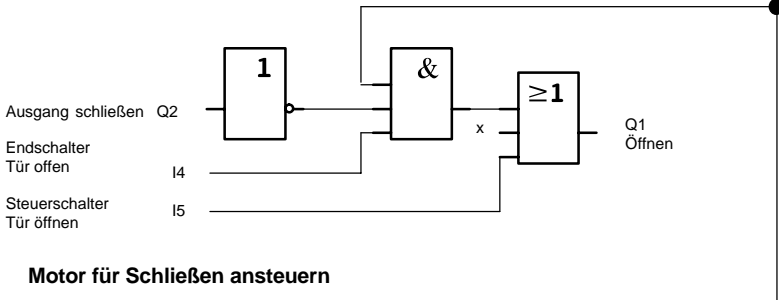 1
&
≥1
Ausgang schließen Q2
x
Q1
Öffnen
Endschalter
Tür offen
I4
Steuerschalter
Tür öffnen
I5
Motor für Schließen ansteuern